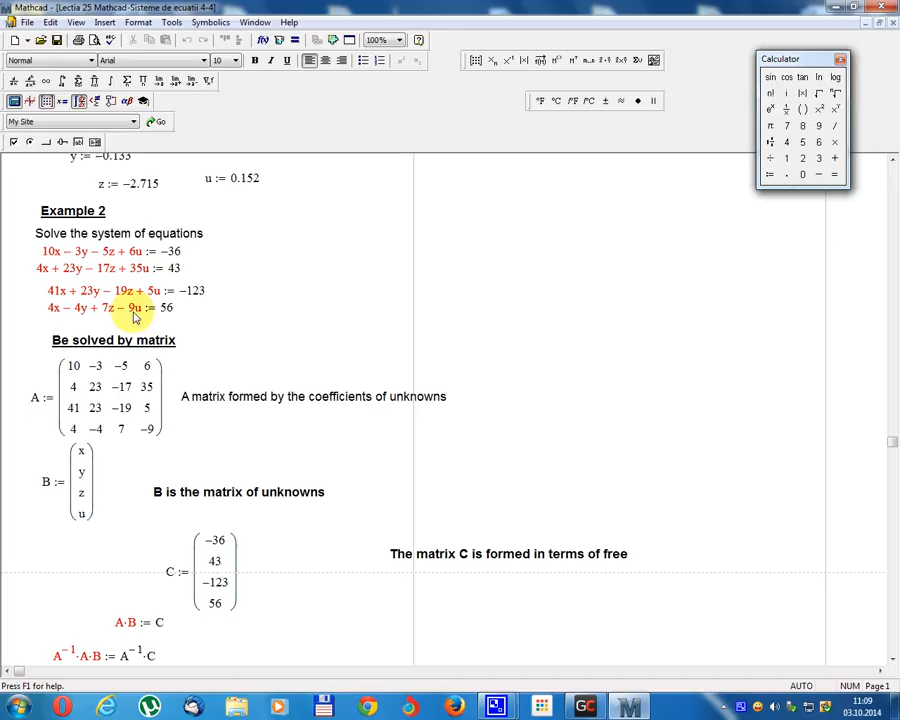 Mathcad - [Lectia 25 Mathcad-Sisteme de ecuatii 4-4]
File Edit View Insert Format Tools Symbolics Window Help
100%
Normal Arial 10 B I U
My Site Go
Calculator
sin cos tan ln log
n! i |×| √ ⁿ√
eˣ 1/x ( ) x² xʸ
π 7 8 9 /
4 5 6 ×
÷ 1 2 3 +
:= . 0 − =
°F °C /°F /°C ± ≈ ●
y := −0.133
z := −2.715 u := 0.152
Example 2
Solve the system of equations
10x − 3y − 5z + 6u := −36
4x + 23y − 17z + 35u := 43
41x + 23y − 19z + 5u := −123
4x − 4y + 7z − 9u := 56
Be solved by matrix
10 −3 −5 6
4 23 −17 35
A := A matrix formed by the coefficients of unknowns
41 23 −19 5
4 −4 7 −9
x
y
B :=
z
B is the matrix of unknowns
u
−36
The matrix C is formed in terms of free
43
C :=
−123
56
A·B := C
A⁻¹·A·B := A⁻¹·C
Press F1 for help. AUTO NUM Page1
11:09
03.10.2014